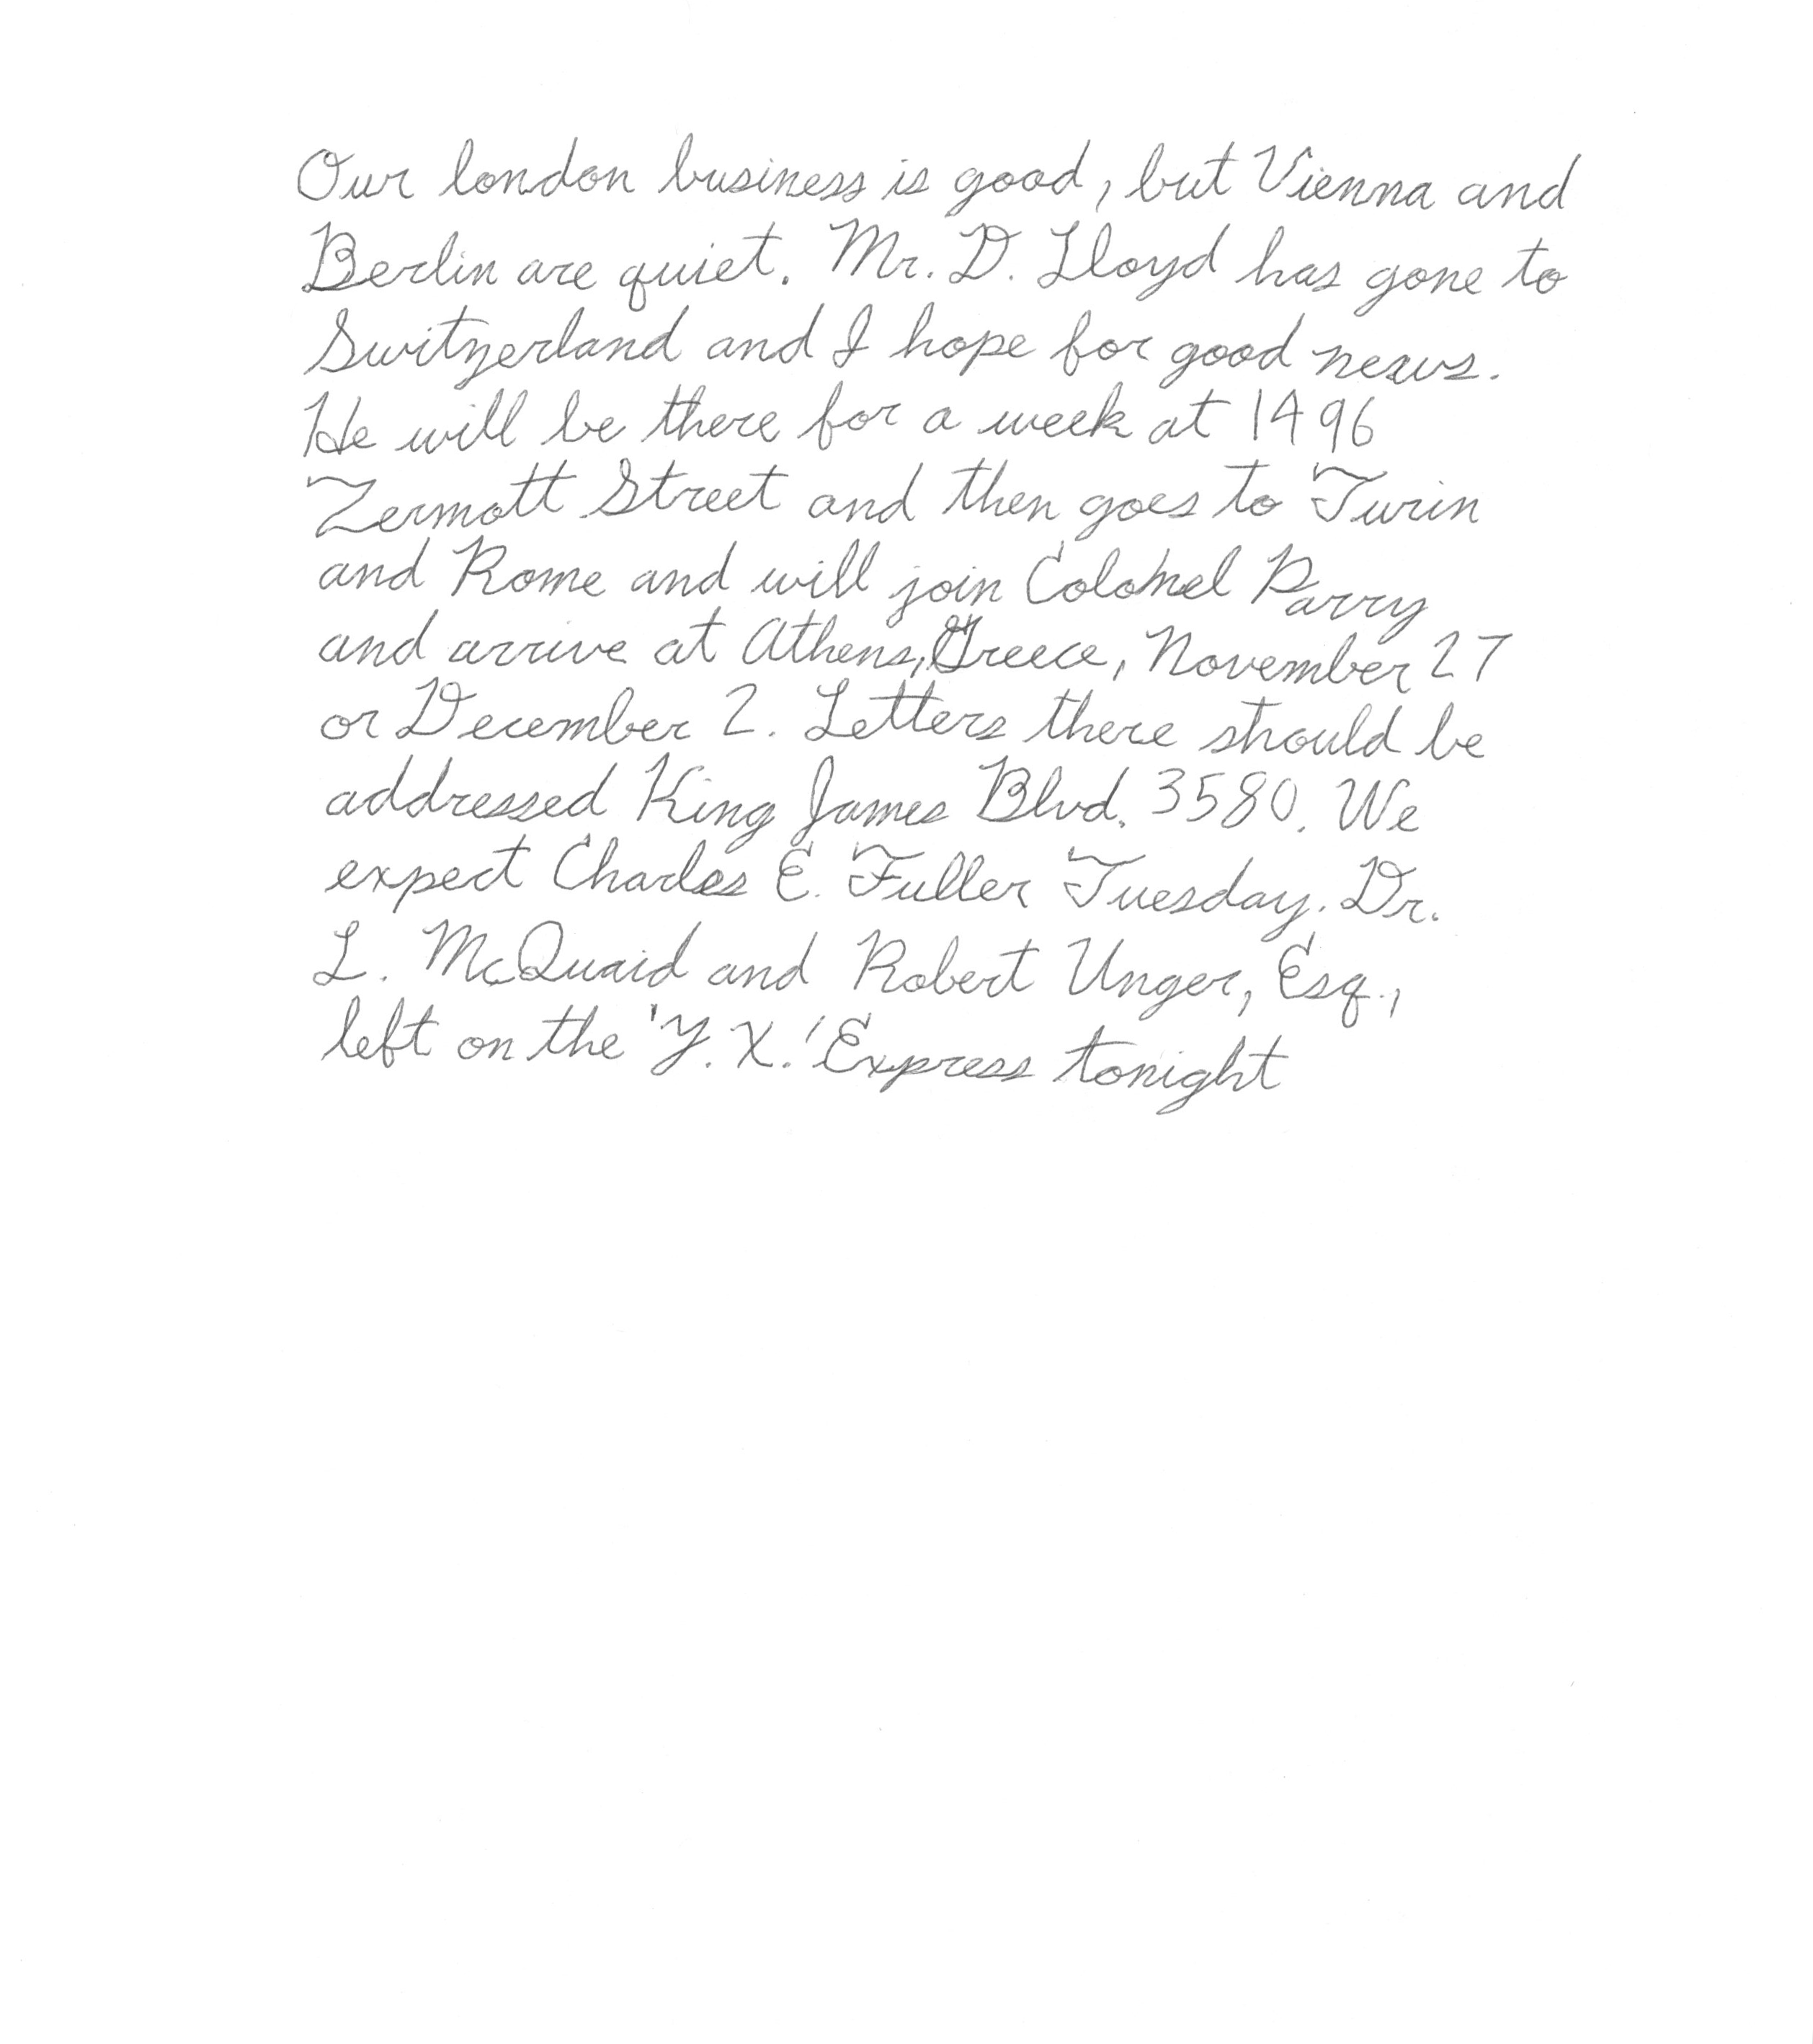 Our london business is good, but Vienna and
Berlin are quiet. Mr. D. Lloyd has gone to
Switzerland and I hope for good news.
He will be there for a week at 1496
Zermott Street and then goes to Turin
and Rome and will join Colonel Parry
and arrive at Athens, Greece, November 27
or December 2. Letters there should be
addressed King James Blvd. 3580. We
expect Charles E. Fuller Tuesday. Dr.
L. McQuaid and Robert Unger, Esq.,
left on the 'Y.X.' Express tonight